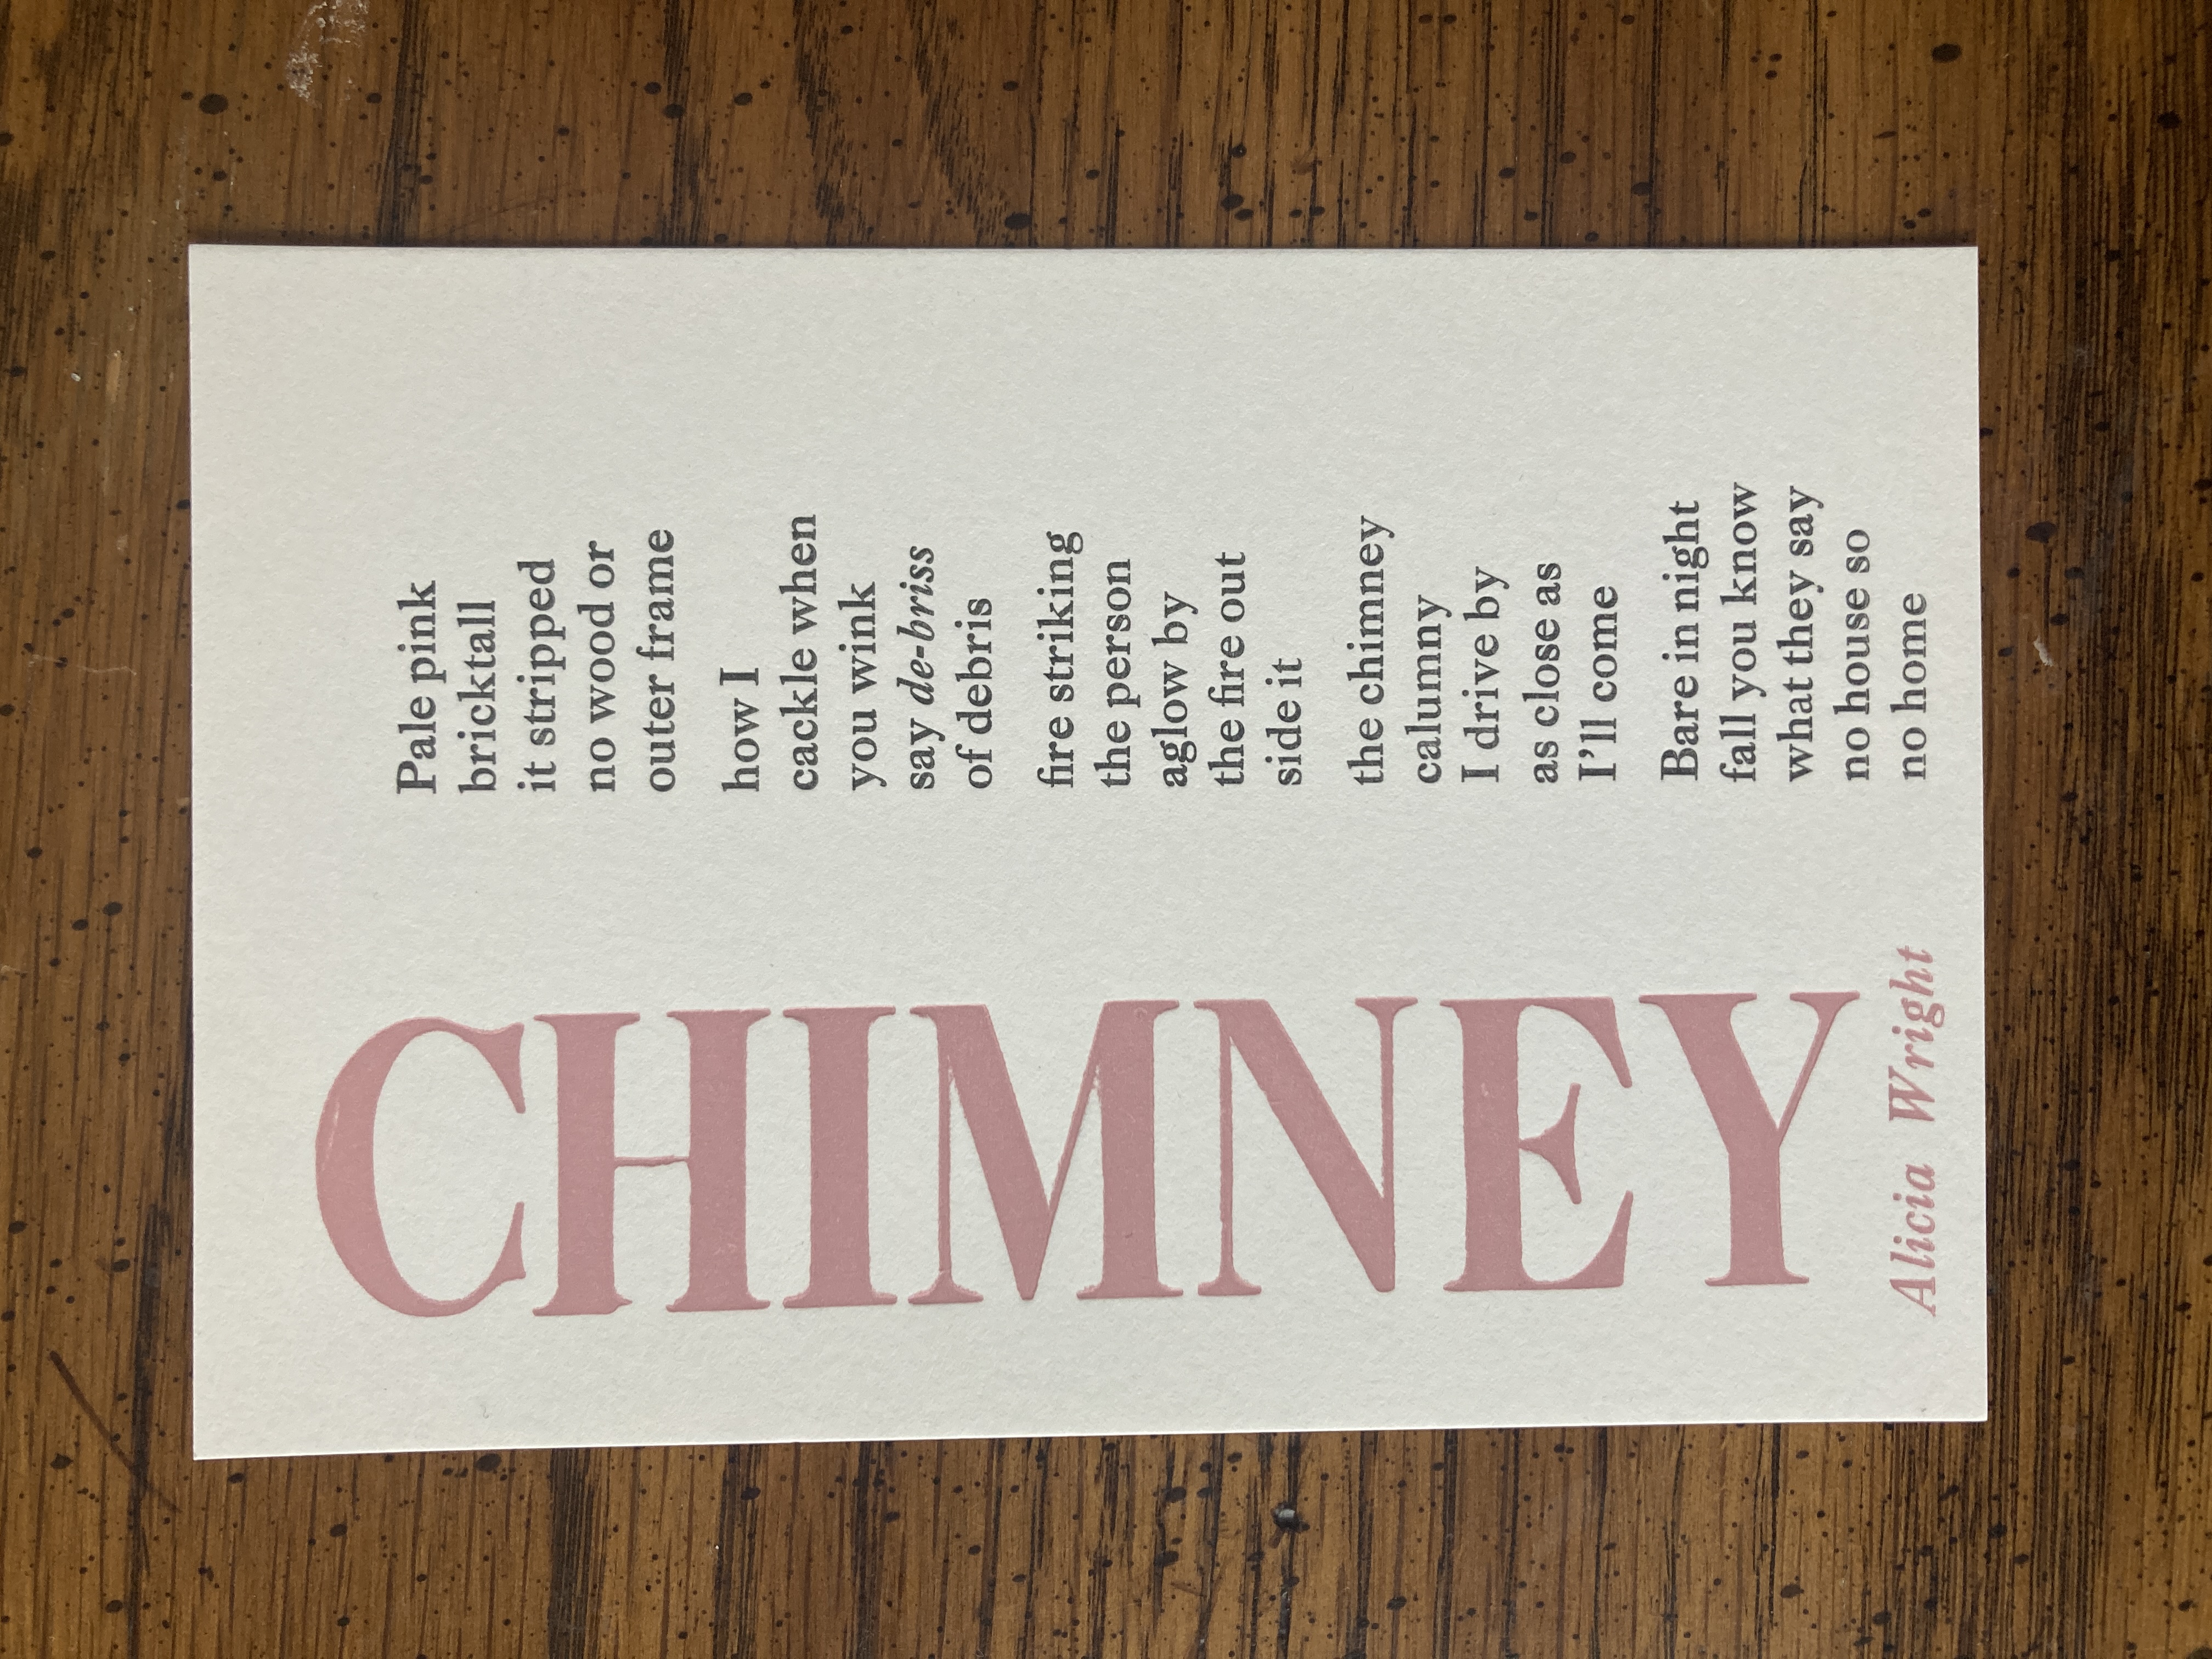 CHIMNEY
Alicia Wright
Pale pink
bricktall
it stripped
no wood or
outer frame
how I
cackle when
you wink
say de-briss
of debris
fire striking
the person
aglow by
the fire out
side it
the chimney
calumny
I drive by
as close as
I’ll come
Bare in night
fall you know
what they say
no house so
no home